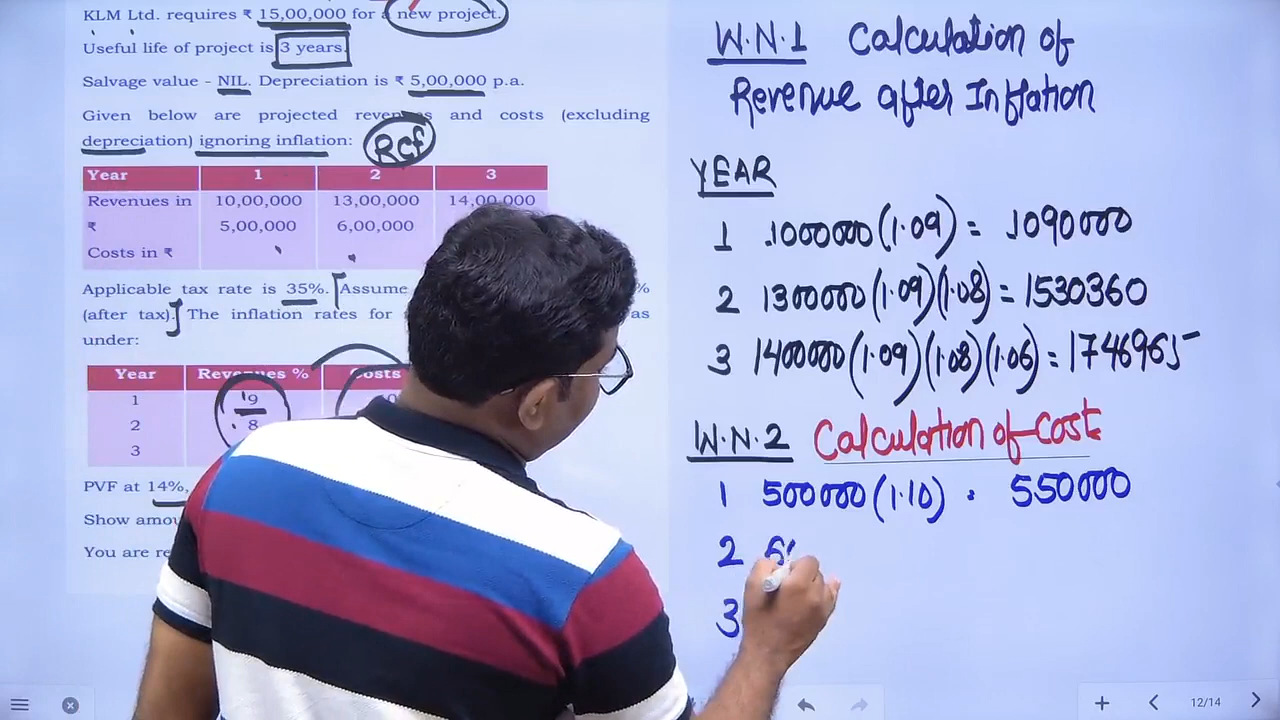 KLM Ltd. requires ₹ 15,00,000 for a new project.
Useful life of project is 3 years.
Salvage value - NIL. Depreciation is ₹ 5,00,000 p.a.
Given below are projected revenues and costs (excluding
depreciation) ignoring inflation:
RCf
Year 1 2 3
Revenues in 10,00,000 13,00,000 14,00,000
₹ 5,00,000 6,00,000
Costs in ₹
Applicable tax rate is 35%. Assume %
(after tax). The inflation rates for as
under:
Year Revenues % Costs
1 9
2 8
3
PVF at 14%,
Show
You are
W.N.1 Calculation of
Revenue after Inflation
YEAR
1 1000000(1.09) = 1090000
2 1300000(1.09)(1.08) = 1530360
3 1400000(1.09)(1.08)(1.06) = 1746965
W.N.2 Calculation of Cost
1 500000(1.10) = 550000
2
3
12/14